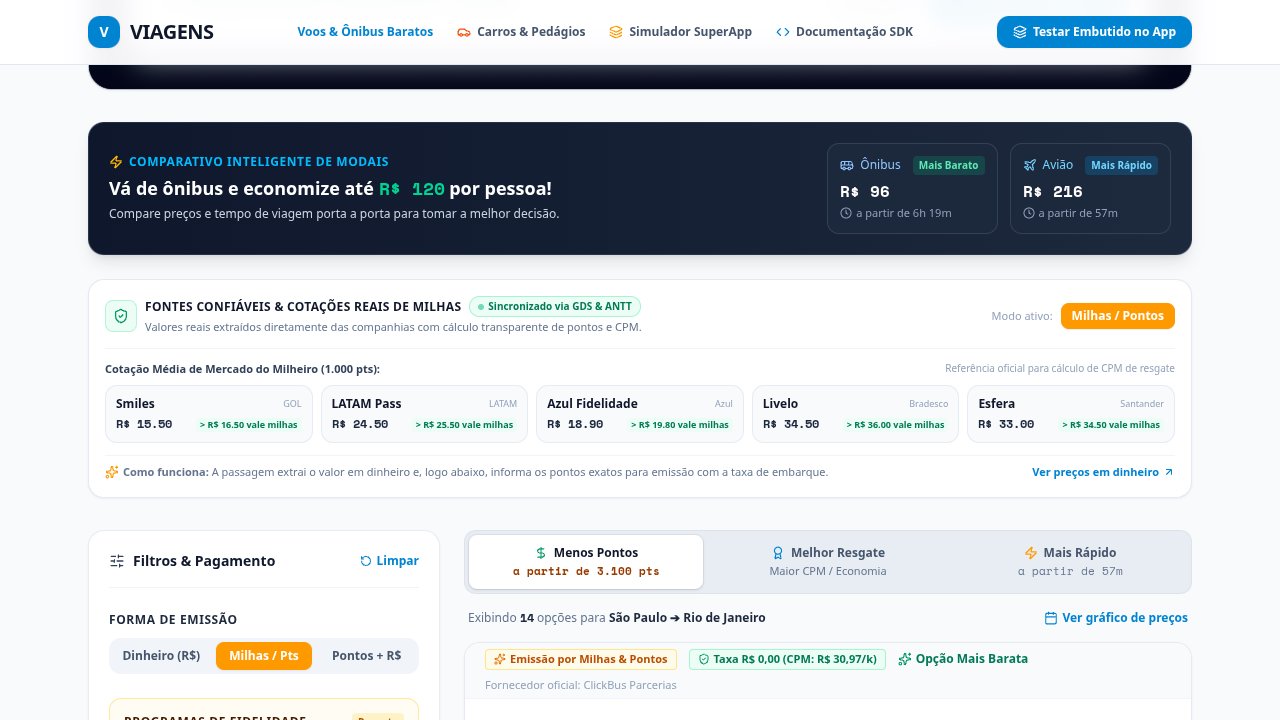 V VIAGENS
Voos & Ônibus Baratos
Carros & Pedágios
Simulador SuperApp
Documentação SDK
Testar Embutido no App
COMPARATIVO INTELIGENTE DE MODAIS
Vá de ônibus e economize até R$ 120 por pessoa!
Compare preços e tempo de viagem porta a porta para tomar a melhor decisão.
Ônibus Mais Barato
R$ 96
a partir de 6h 19m
Avião Mais Rápido
R$ 216
a partir de 57m
FONTES CONFIÁVEIS & COTAÇÕES REAIS DE MILHAS Sincronizado via GDS & ANTT
Valores reais extraídos diretamente das companhias com cálculo transparente de pontos e CPM.
Modo ativo: Milhas / Pontos
Cotação Média de Mercado do Milheiro (1.000 pts):
Referência oficial para cálculo de CPM de resgate
Smiles GOL
R$ 15.50 > R$ 16.50 vale milhas
LATAM Pass LATAM
R$ 24.50 > R$ 25.50 vale milhas
Azul Fidelidade Azul
R$ 18.90 > R$ 19.80 vale milhas
Livelo Bradesco
R$ 34.50 > R$ 36.00 vale milhas
Esfera Santander
R$ 33.00 > R$ 34.50 vale milhas
Como funciona: A passagem extrai o valor em dinheiro e, logo abaixo, informa os pontos exatos para emissão com a taxa de embarque.
Ver preços em dinheiro
Filtros & Pagamento
Limpar
FORMA DE EMISSÃO
Dinheiro (R$) Milhas / Pts Pontos + R$
PROGRAMAS DE FIDELIDADE
Menos Pontos
a partir de 3.100 pts
Melhor Resgate
Maior CPM / Economia
Mais Rápido
a partir de 57m
Exibindo 14 opções para São Paulo ➔ Rio de Janeiro
Ver gráfico de preços
Emissão por Milhas & Pontos
Taxa R$ 0,00 (CPM: R$ 30,97/k)
Opção Mais Barata
Fornecedor oficial: ClickBus Parcerias